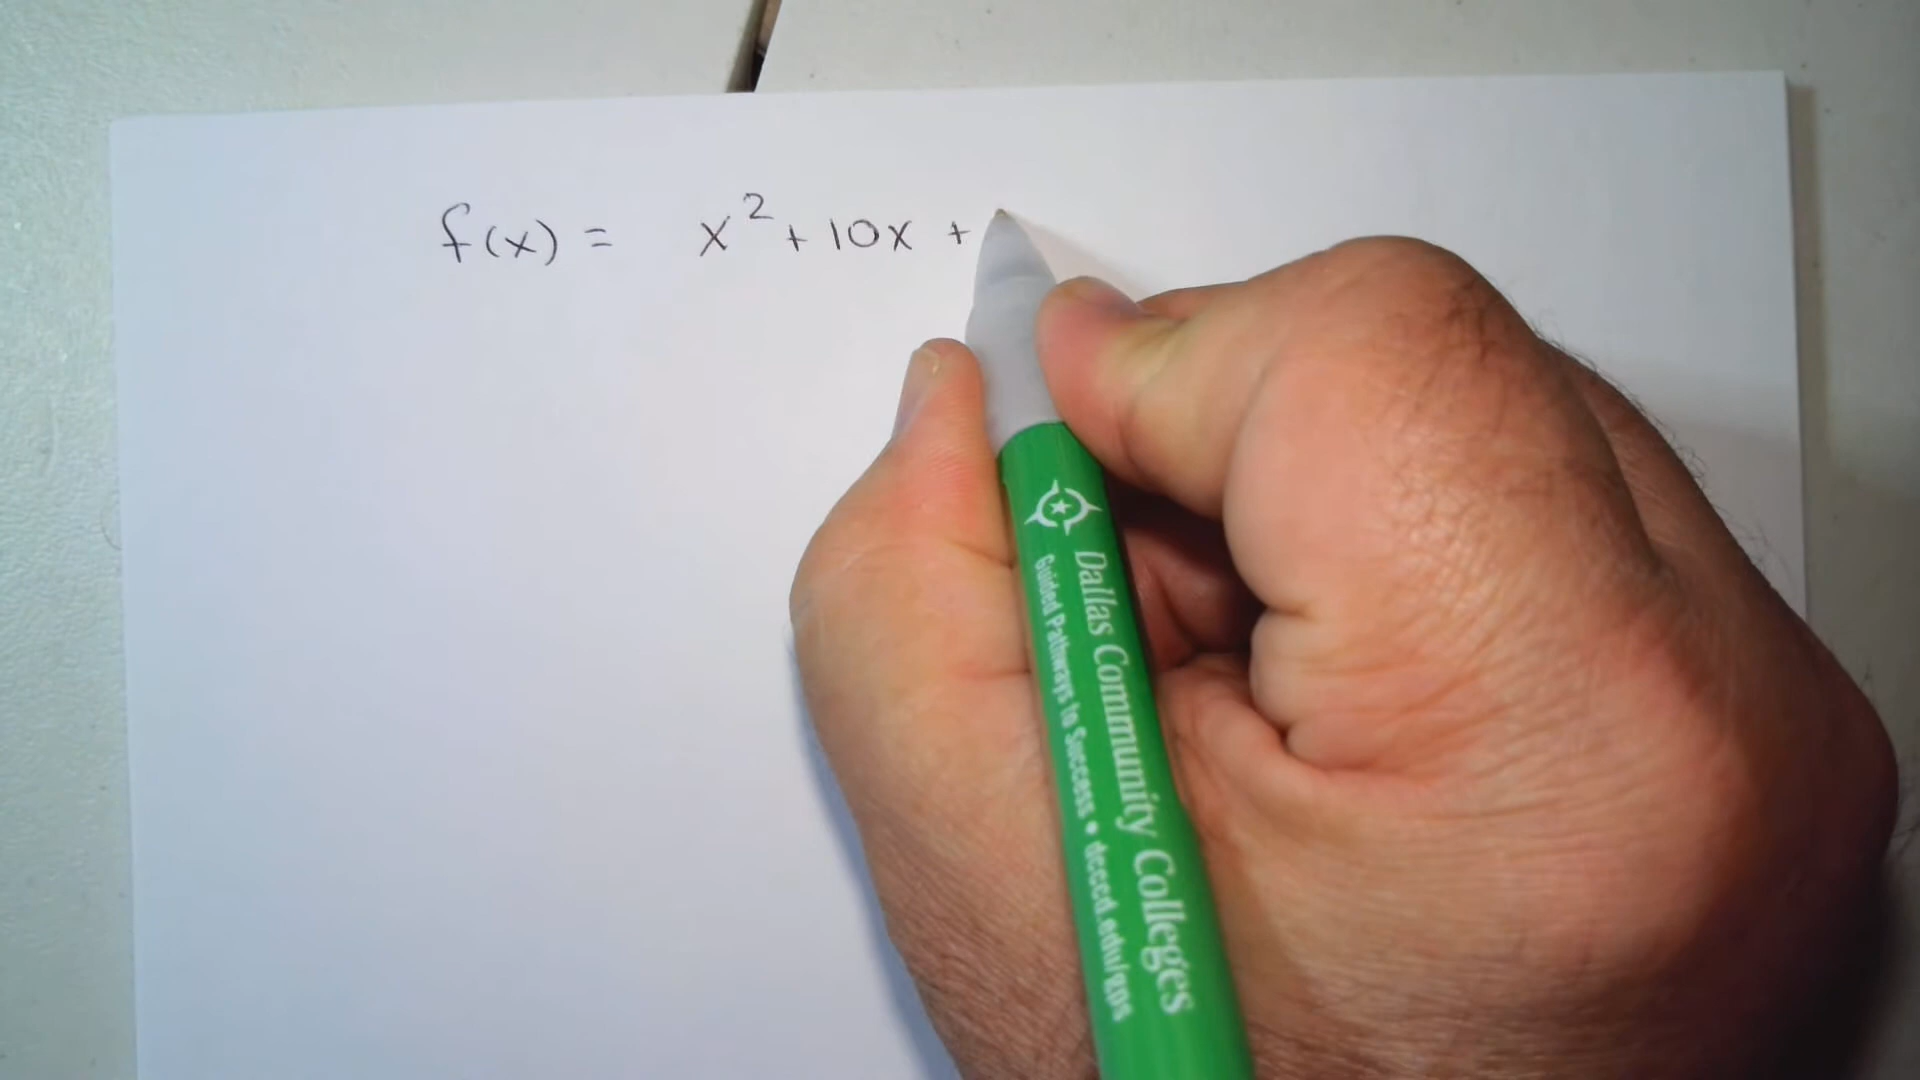 f(x) = x² + 10x +
Dallas Community Colleges
Guided Pathways to Success • dcccd.edu/gps